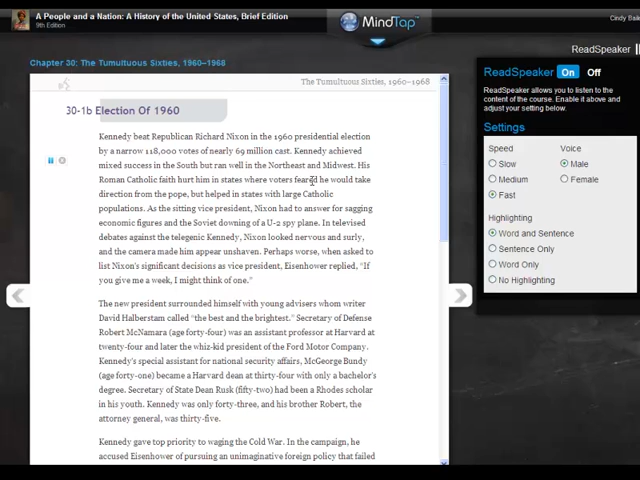 A People and a Nation: A History of the United States, Brief Edition
9th Edition
MindTap™
Cindy
ReadSpeaker
Chapter 30: The Tumultuous Sixties, 1960–1968
The Tumultuous Sixties, 1960–1968
30-1b Election Of 1960
Kennedy beat Republican Richard Nixon in the 1960 presidential election
by a narrow 118,000 votes of nearly 69 million cast. Kennedy achieved
mixed success in the South but ran well in the Northeast and Midwest. His
Roman Catholic faith hurt him in states where voters feared he would take
direction from the pope, but helped in states with large Catholic
populations. As the sitting vice president, Nixon had to answer for sagging
economic figures and the Soviet downing of a U-2 spy plane. In televised
debates against the telegenic Kennedy, Nixon looked nervous and surly,
and the camera made him appear unshaven. Perhaps worse, when asked to
list Nixon's significant decisions as vice president, Eisenhower replied, "If
you give me a week, I might think of one."
The new president surrounded himself with young advisers whom writer
David Halberstam called "the best and the brightest." Secretary of Defense
Robert McNamara (age forty-four) was an assistant professor at Harvard at
twenty-four and later the whiz-kid president of the Ford Motor Company.
Kennedy's special assistant for national security affairs, McGeorge Bundy
(age forty-one) became a Harvard dean at thirty-four with only a bachelor's
degree. Secretary of State Dean Rusk (fifty-two) had been a Rhodes scholar
in his youth. Kennedy was only forty-three, and his brother Robert, the
attorney general, was thirty-five.
Kennedy gave top priority to waging the Cold War. In the campaign, he
accused Eisenhower of pursuing an unimaginative foreign policy that failed
ReadSpeaker On Off
ReadSpeaker allows you to listen to the
content of the course. Enable it above and
adjust your setting below.
Settings
Speed Voice
Slow Male
Medium Female
Fast
Highlighting
Word and Sentence
Sentence Only
Word Only
No Highlighting